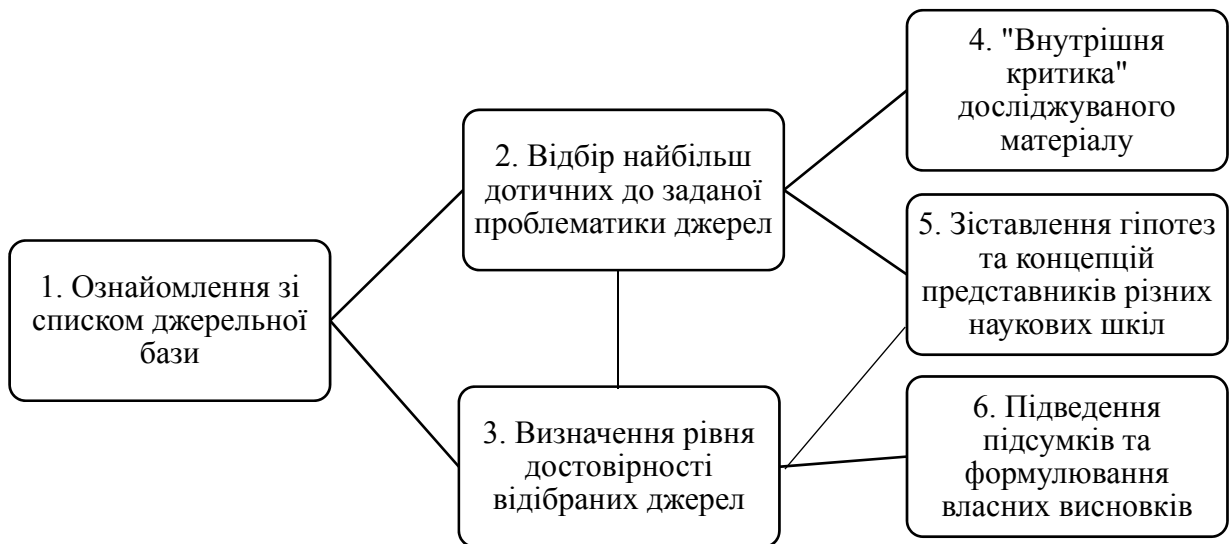 1. Ознайомлення зі
списком джерельної
бази
2. Відбір найбільш
дотичних до заданої
проблематики джерел
3. Визначення рівня
достовірності
відібраних джерел
4. "Внутрішня
критика"
досліджуваного
матеріалу
5. Зіставлення гіпотез
та концепцій
представників різних
наукових шкіл
6. Підведення
підсумків та
формулювання
власних висновків